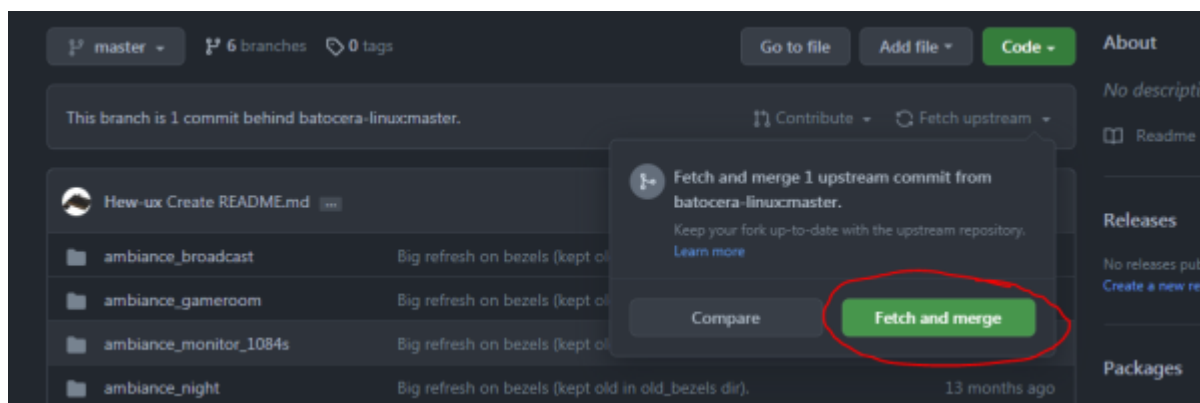 master
6 branches
0 tags
Go to file
Add file
Code
About
No descripti
This branch is 1 commit behind batocera-linux:master.
Contribute
Fetch upstream
Readme
Fetch and merge 1 upstream commit from
batocera-linux:master.
Keep your fork up-to-date with the upstream repository.
Learn more
Compare
Fetch and merge
Hew-ux Create README.md ...
ambiance_broadcast
Big refresh on bezels (kept ol
ambiance_gameroom
Big refresh on bezels (kept ol
ambiance_monitor_1084s
Big refresh on bezels (kept ol
ambiance_night
Big refresh on bezels (kept old in old_bezels dir).
13 months ago
Releases
No releases pub
Create a new re
Packages